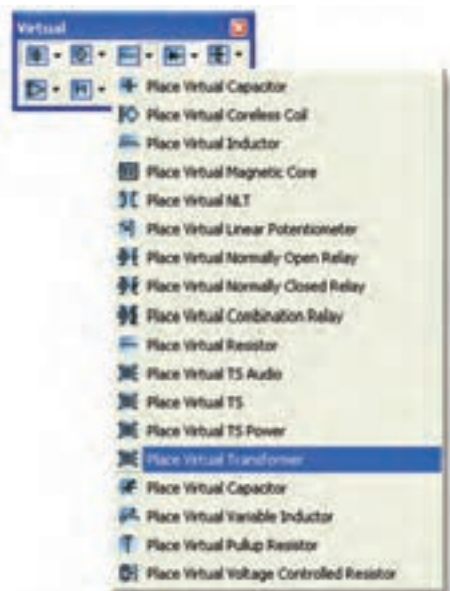 Virtual
Place Virtual Capacitor
Place Virtual Coreless Coil
Place Virtual Inductor
Place Virtual Magnetic Core
Place Virtual NLT
Place Virtual Linear Potentiometer
Place Virtual Normally Open Relay
Place Virtual Normally Closed Relay
Place Virtual Combination Relay
Place Virtual Resistor
Place Virtual TS Audio
Place Virtual TS
Place Virtual TS Power
Place Virtual Transformer
Place Virtual Capacitor
Place Virtual Variable Inductor
Place Virtual Pullup Resistor
Place Virtual Voltage Controlled Resistor